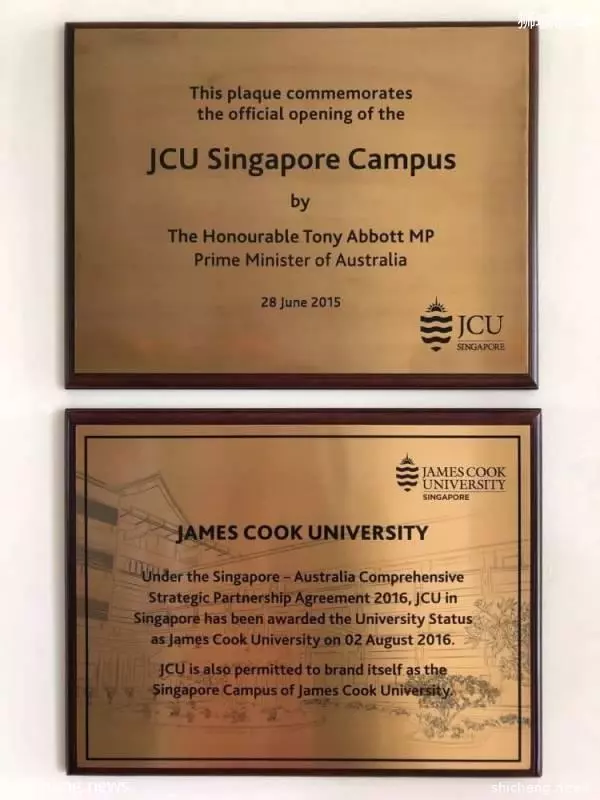 This plaque commemorates
the official opening of the
JCU Singapore Campus
by
The Honourable Tony Abbott MP
Prime Minister of Australia
28 June 2015
JCU
SINGAPORE
JAMES COOK
UNIVERSITY
SINGAPORE
JAMES COOK UNIVERSITY
Under the Singapore – Australia Comprehensive
Strategic Partnership Agreement 2016, JCU in
Singapore has been awarded the University Status
as James Cook University on 02 August 2016.
JCU is also permitted to brand itself as the
Singapore Campus of James Cook University.
shicheng.news